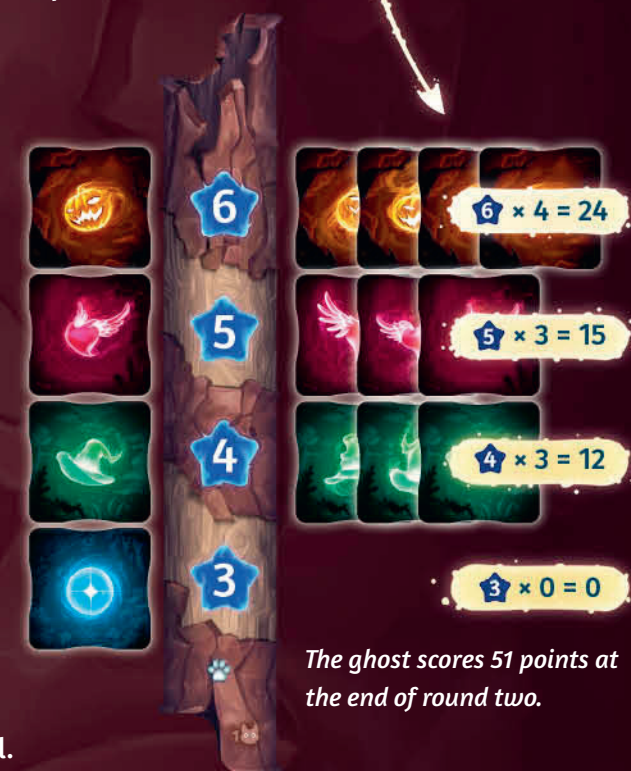 6
6 × 4 = 24
5
5 × 3 = 15
4
4 × 3 = 12
3
3 × 0 = 0
The ghost scores 51 points at
the end of round two.
l.